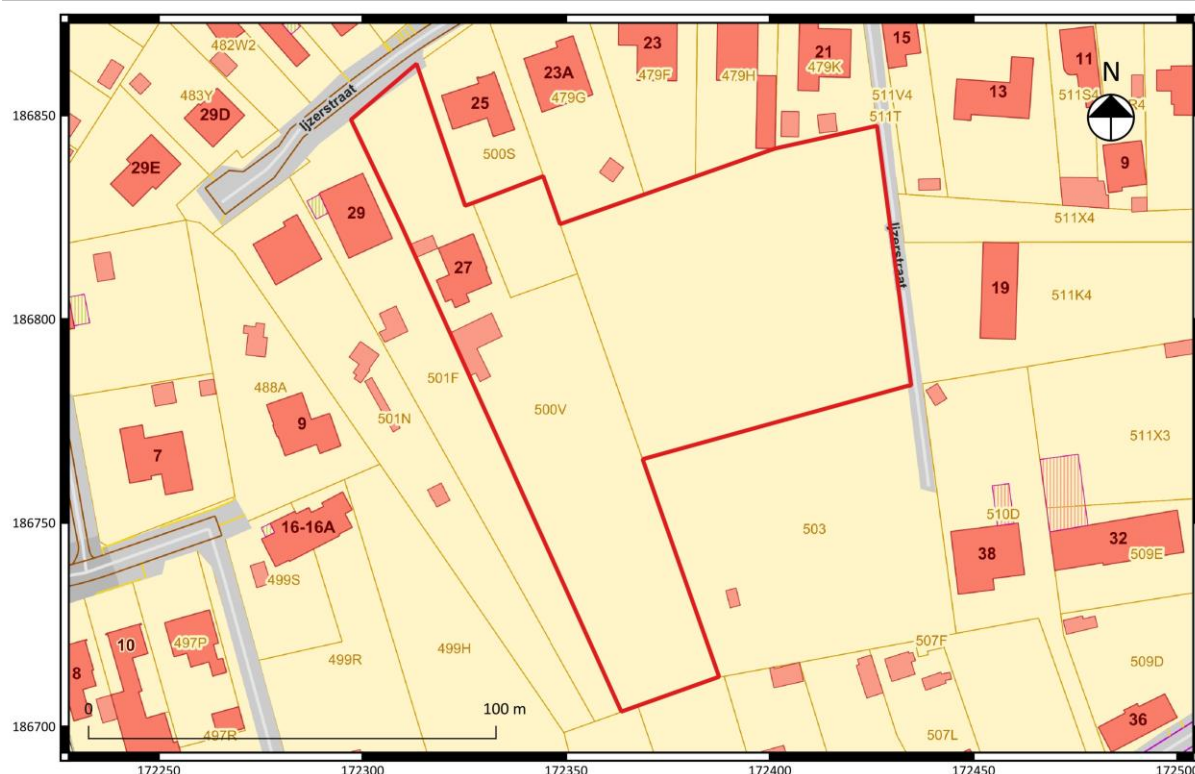 482W2
23
23A
21
15
11
N
479F
479H
479K
479G
483Y
29D
25
13
511V4
511S4
R4
511T
186850
Ijzerstraat
500S
29E
9
29
511X4
27
Ijzerstraat
19
511K4
186800
488A
501F
501N
500V
9
7
511X3
16-16A
503
510D
186750
38
32
509E
499S
497P
10
499R
499H
507F
509D
8
0
100 m
36
186700
497R
507L
172250
172300
172350
172400
172450
172500